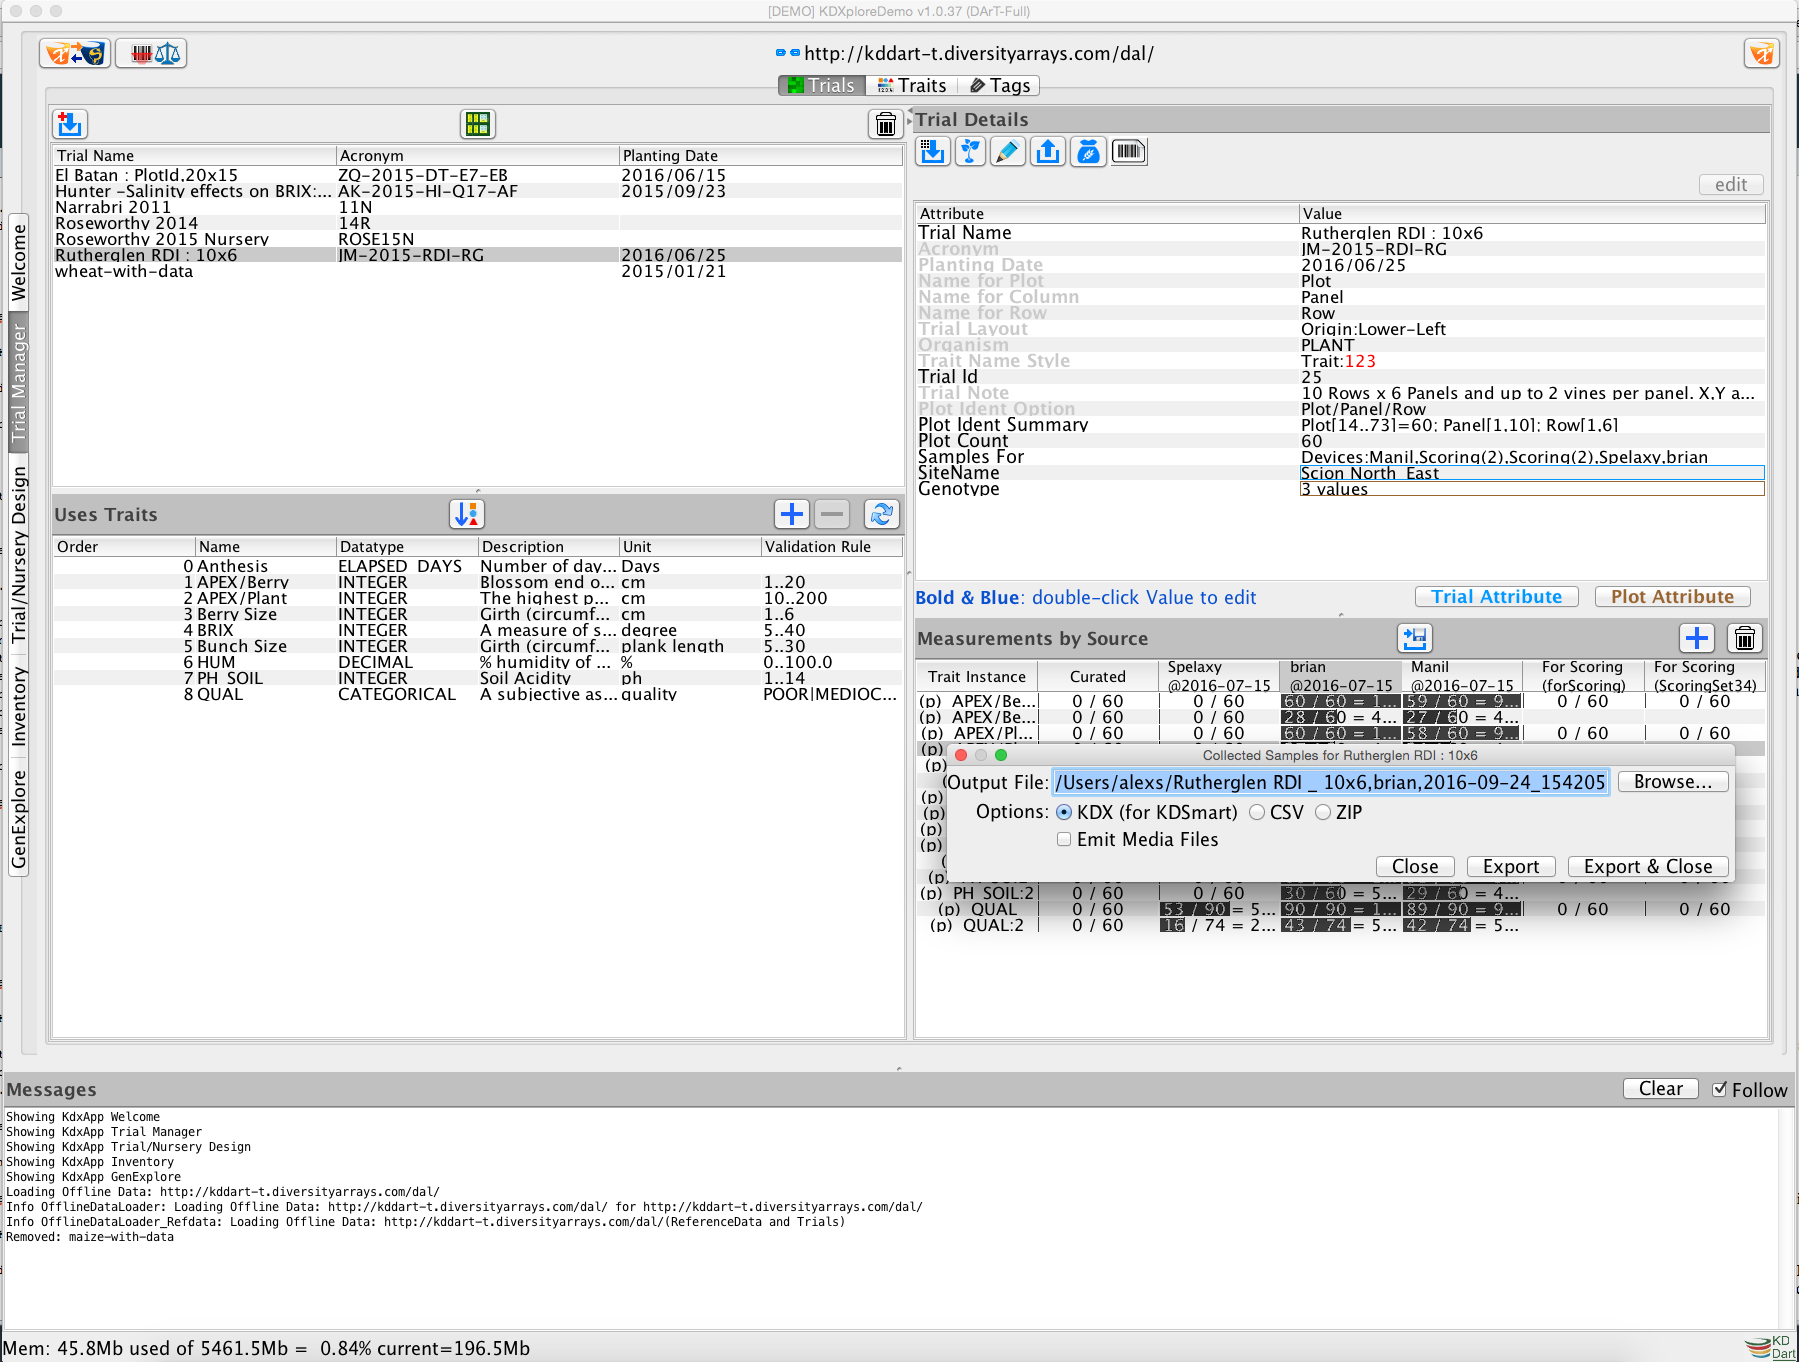 [DEMO] KDXploreDemo v1.0.37 (DArT-Full)
http://kddart-t.diversityarrays.com/dal/
Trials Traits Tags
Welcome
Trial Manager
Trial/Nursery Design
Inventory
GenExplore
Trial Name Acronym Planting Date
El Batan : PlotId,20x15 ZQ-2015-DT-E7-EB 2016/06/15
Hunter -Salinity effects on BRIX:... AK-2015-HI-Q17-AF 2015/09/23
Narrabri 2011 11N
Roseworthy 2014 14R
Roseworthy 2015 Nursery ROSE15N
Rutherglen RDI : 10x6 JM-2015-RDI-RG 2016/06/25
wheat-with-data 2015/01/21
Uses Traits
Order Name Datatype Description Unit Validation Rule
0 Anthesis ELAPSED_DAYS Number of day... Days
1 APEX/Berry INTEGER Blossom end o... cm 1..20
2 APEX/Plant INTEGER The highest p... cm 10..200
3 Berry Size INTEGER Girth (circumf... cm 1..6
4 BRIX INTEGER A measure of s... degree 5..40
5 Bunch Size INTEGER Girth (circumf... plank length 5..30
6 HUM DECIMAL % humidity of ... % 0..100.0
7 PH_SOIL INTEGER Soil Acidity ph 1..14
8 QUAL CATEGORICAL A subjective as... quality POOR|MEDIOC...
Trial Details
edit
Attribute Value
Trial Name Rutherglen RDI : 10x6
Acronym JM-2015-RDI-RG
Planting Date 2016/06/25
Name for Plot Plot
Name for Column Panel
Name for Row Row
Trial Layout Origin:Lower-Left
Organism PLANT
Trait Name Style Trait:123
Trial Id 25
Trial Note 10 Rows x 6 Panels and up to 2 vines per panel. X,Y a...
Plot Ident Option Plot/Panel/Row
Plot Ident Summary Plot[14..73]=60; Panel[1,10]; Row[1,6]
Plot Count 60
Samples For Devices:Manil,Scoring(2),Scoring(2),Spelaxy,brian
SiteName Scion North East
Genotype 3 values
Bold & Blue: double-click Value to edit Trial Attribute Plot Attribute
Measurements by Source
Trait Instance Curated Spelaxy @2016-07-15 brian @2016-07-15 Manil @2016-07-15 For Scoring (forScoring) For Scoring (ScoringSet34)
(p) APEX/Be... 0 / 60 0 / 60 60 / 60 = 1... 59 / 60 = 9... 0 / 60 0 / 60
(p) APEX/Be... 0 / 60 0 / 60 28 / 60 = 4... 27 / 60 = 4...
(p) APEX/Pl... 0 / 60 0 / 60 60 / 60 = 1... 58 / 60 = 9... 0 / 60 0 / 60
Collected Samples for Rutherglen RDI : 10x6
Output File: /Users/alexs/Rutherglen RDI _ 10x6,brian,2016-09-24_154205 Browse...
Options: KDX (for KDSmart) CSV ZIP
Emit Media Files
Close Export Export & Close
(p) PH_SOIL:2 0 / 60 0 / 60 30 / 60 = 5... 29 / 60 = 4...
(p) QUAL 0 / 60 53 / 90 = 5... 90 / 90 = 1... 89 / 90 = 9... 0 / 60 0 / 60
(p) QUAL:2 0 / 60 16 / 74 = 2... 43 / 74 = 5... 42 / 74 = 5...
Messages Clear Follow
Showing KdxApp Welcome
Showing KdxApp Trial Manager
Showing KdxApp Trial/Nursery Design
Showing KdxApp Inventory
Showing KdxApp GenExplore
Loading Offline Data: http://kddart-t.diversityarrays.com/dal/
Info OfflineDataLoader: Loading Offline Data: http://kddart-t.diversityarrays.com/dal/ for http://kddart-t.diversityarrays.com/dal/
Info OfflineDataLoader_Refdata: Loading Offline Data: http://kddart-t.diversityarrays.com/dal/(ReferenceData and Trials)
Removed: maize-with-data
Mem: 45.8Mb used of 5461.5Mb = 0.84% current=196.5Mb
KD
Dart